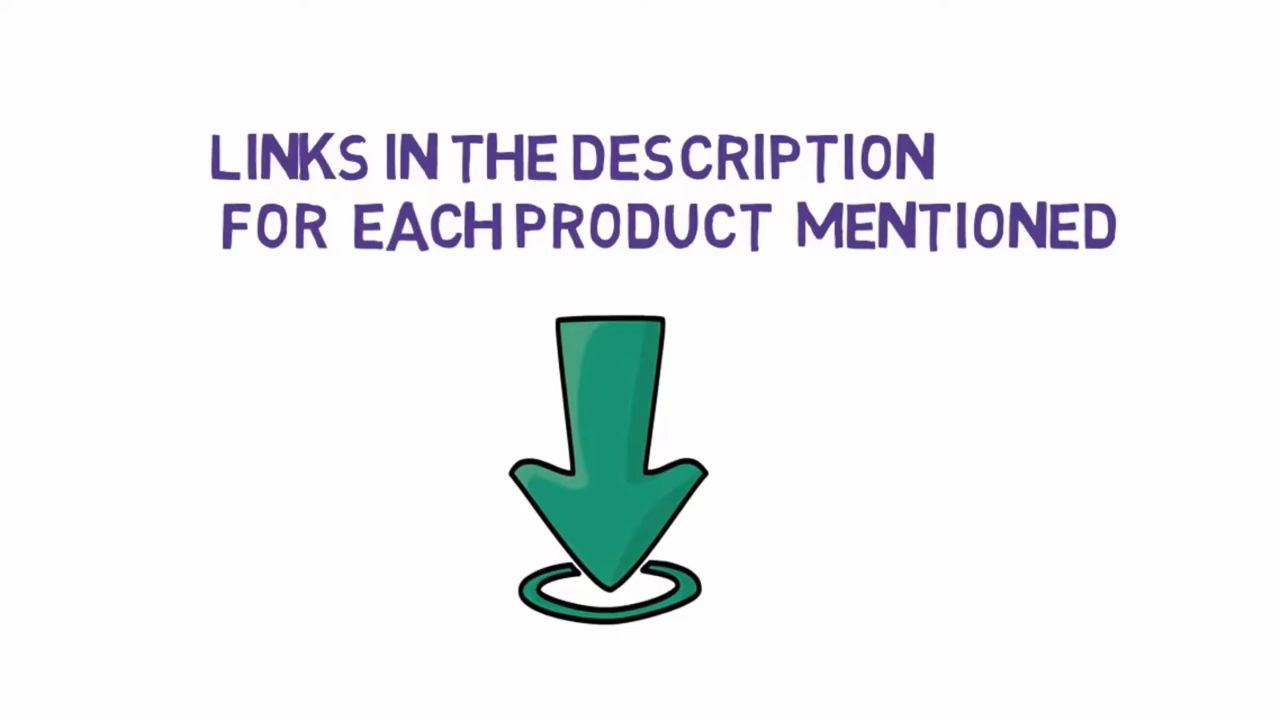 LINKS IN THE DESCRIPTION
FOR EACH PRODUCT MENTIONED